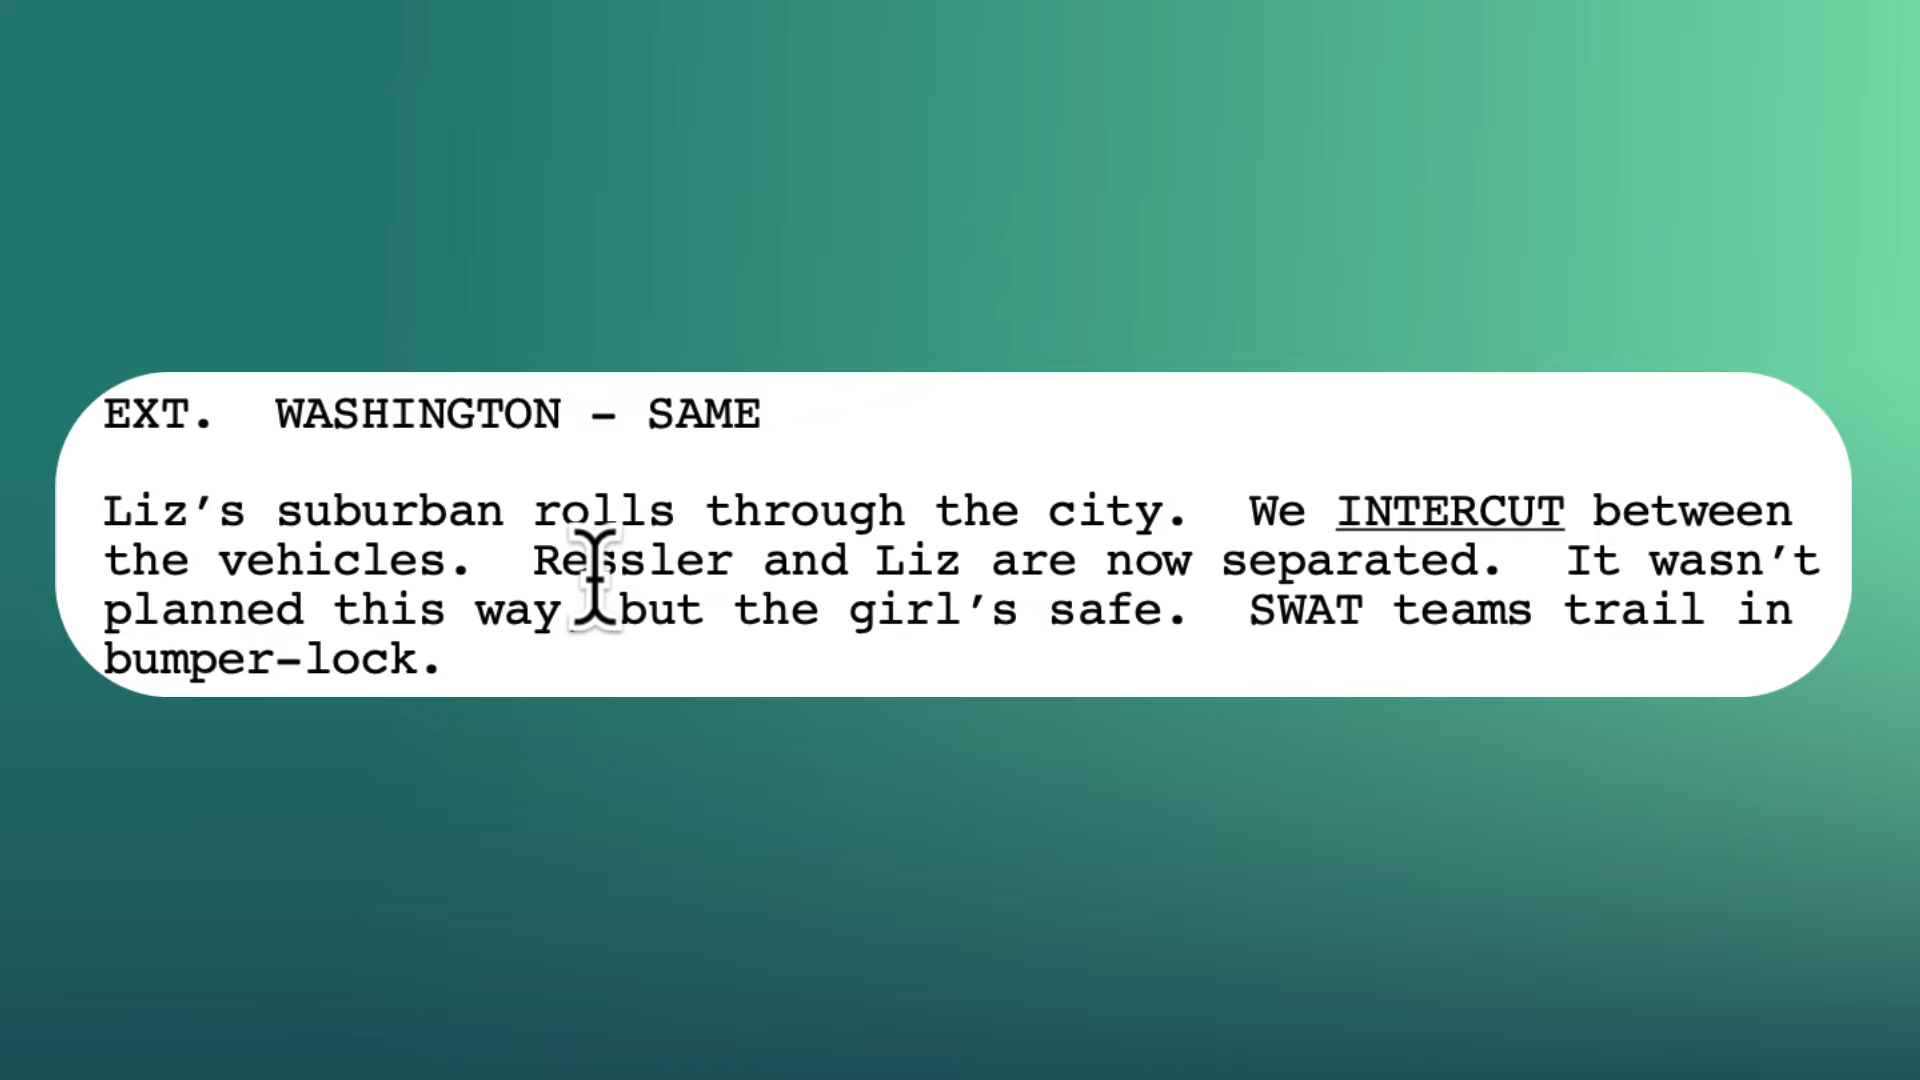 EXT.  WASHINGTON – SAME
Liz’s suburban rolls through the city.  We INTERCUT between
the vehicles.  Ressler and Liz are now separated.  It wasn’t
planned this way, but the girl’s safe.  SWAT teams trail in
bumper–lock.